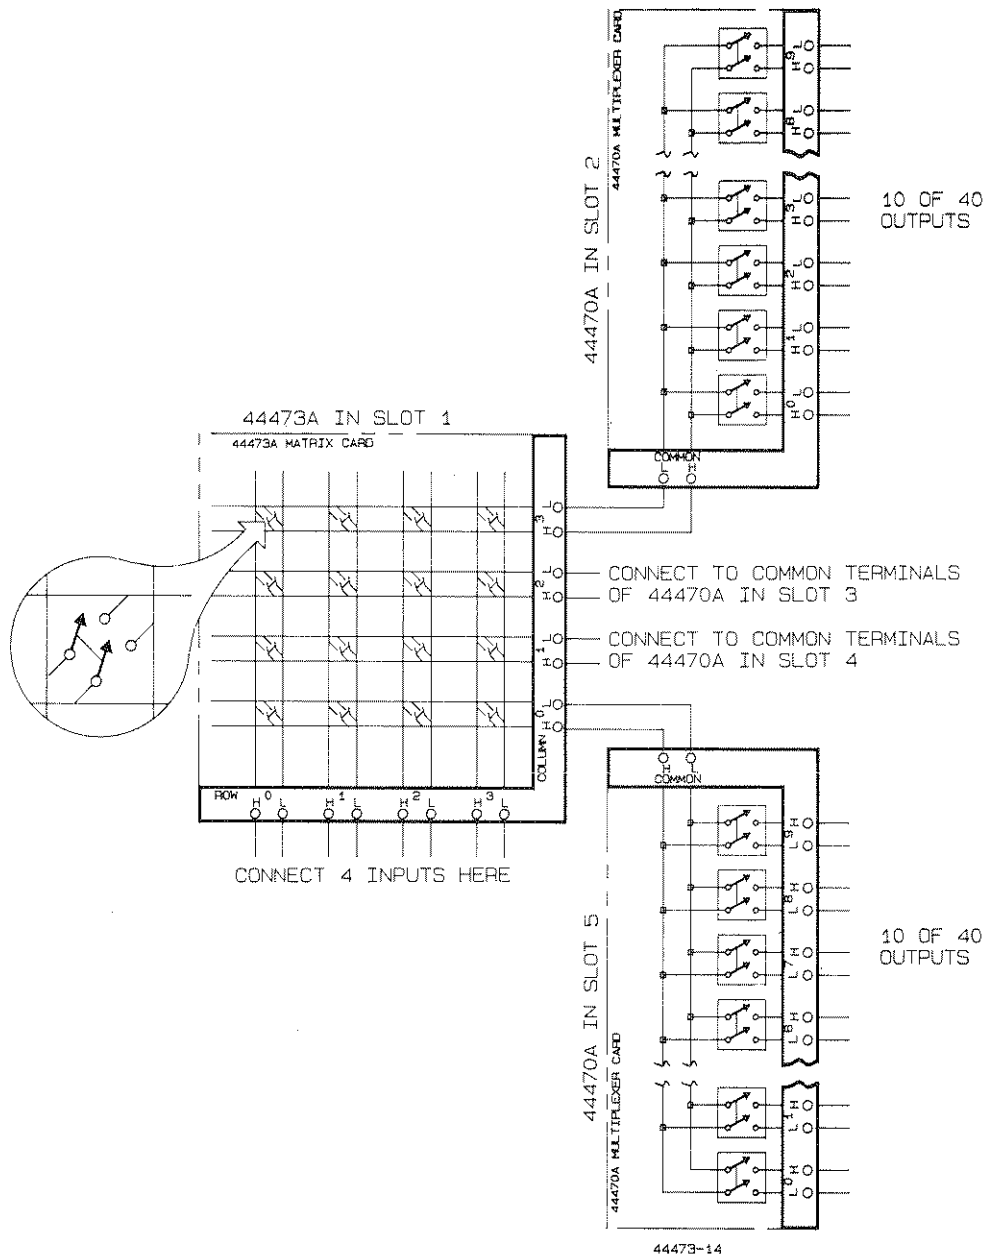 44470A MULTIPLEXER CARD
44470A IN SLOT 2
L
H 9
L
H 8
L
H 3
L
H 2
L
H 1
L
H 0
10 OF 40
OUTPUTS
COMMON
L H
44473A IN SLOT 1
44473A MATRIX CARD
L
H 3
L
H 2
L
H 1
L
H 0
COLUMN
CONNECT TO COMMON TERMINALS
OF 44470A IN SLOT 3
CONNECT TO COMMON TERMINALS
OF 44470A IN SLOT 4
ROW H 0 L H 1 L H 2 L H 3 L
CONNECT 4 INPUTS HERE
H L
COMMON
44470A IN SLOT 5
44470A MULTIPLEXER CARD
H
L 9
H
L 8
H
L 7
H
L 6
H
L 1
H
L 0
10 OF 40
OUTPUTS
44473-14